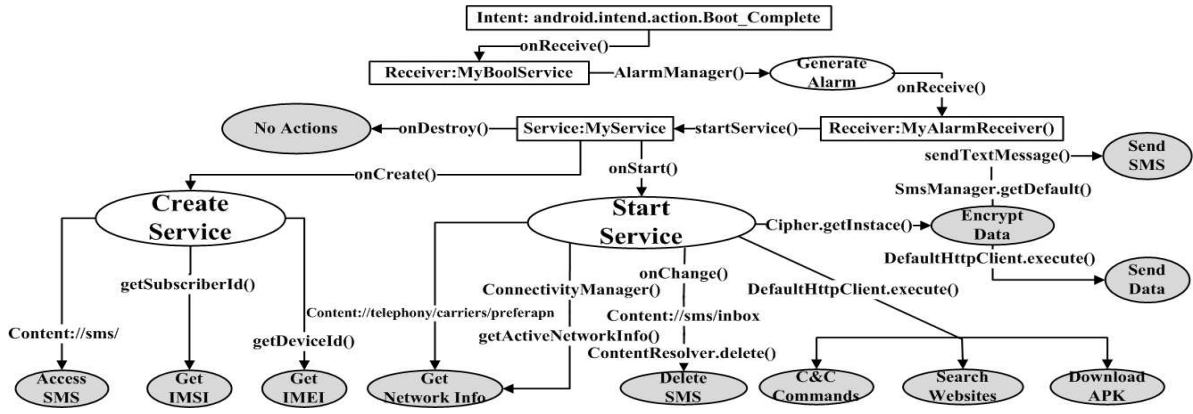 Intent: android.intend.action.Boot_Complete
onReceive()
Receiver:MyBoolService
AlarmManager()
Generate
Alarm
onReceive()
No Actions
onDestroy()
Service:MyService
startService()
Receiver:MyAlarmReceiver()
sendTextMessage()
Send
SMS
onCreate()
onStart()
SmsManager.getDefault()
Create
Service
Start
Service
Cipher.getInstace()
Encrypt
Data
DefaultHttpClient.execute()
Send
Data
getSubscriberId()
onChange()
ConnectivityManager()
DefaultHttpClient.execute()
Content://telephony/carriers/preferapn
Content://sms/inbox
Content://sms/
getDeviceId()
getActiveNetworkInfo()
ContentResolver.delete()
Access
SMS
Get
IMSI
Get
IMEI
Get
Network Info
Delete
SMS
C&C
Commands
Search
Websites
Download
APK